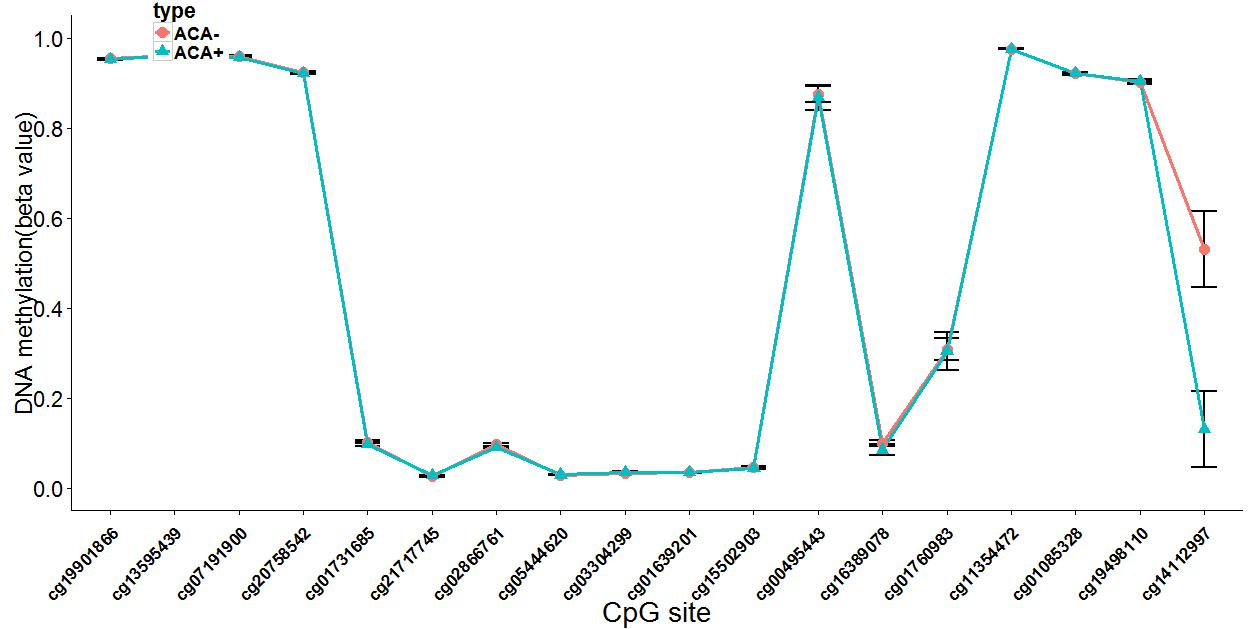 type
ACA-
ACA+
1.0
0.8
0.6
0.4
0.2
0.0
DNA methylation(beta value)
cg19901866
cg13595439
cg07191900
cg20758542
cg01731685
cg21717745
cg02866761
cg05444620
cg03304299
cg01639201
cg15502903
cg00495443
cg16389078
cg01760983
cg11354472
cg01085328
cg19498110
cg14112997
CpG site